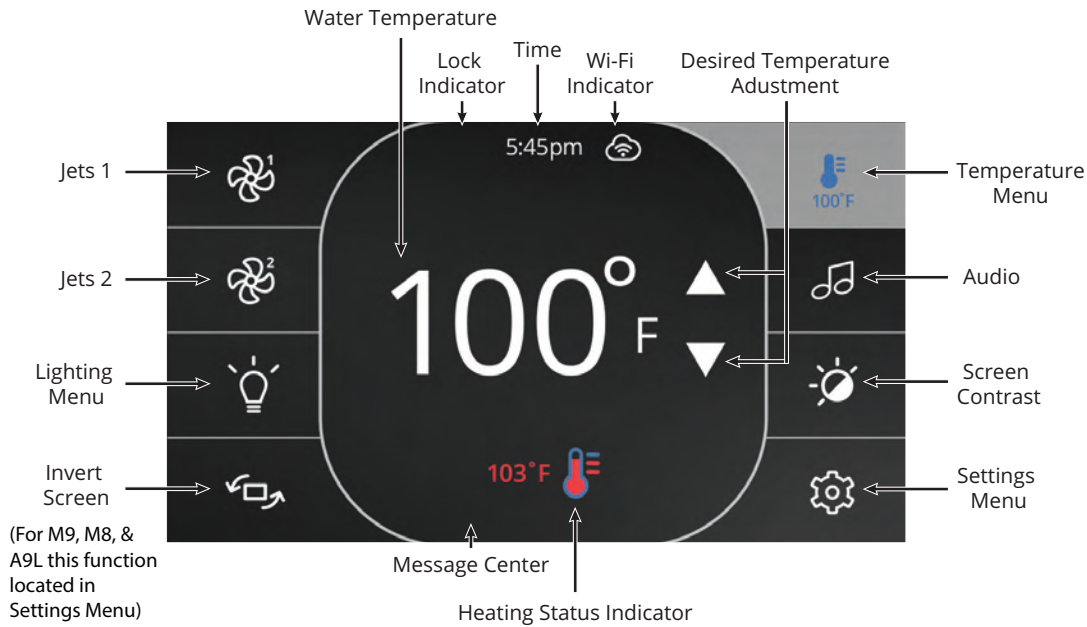 Water Temperature
Lock
Indicator
Time
Wi-Fi
Indicator
Desired Temperature
Adustment
5:45pm
Jets 1
1
100°F
Temperature
Menu
Jets 2
2
100°
F
Audio
Lighting
Menu
Screen
Contrast
Invert
Screen
103°F
Settings
Menu
(For M9, M8, &
A9L this function
located in
Settings Menu)
Message Center
Heating Status Indicator